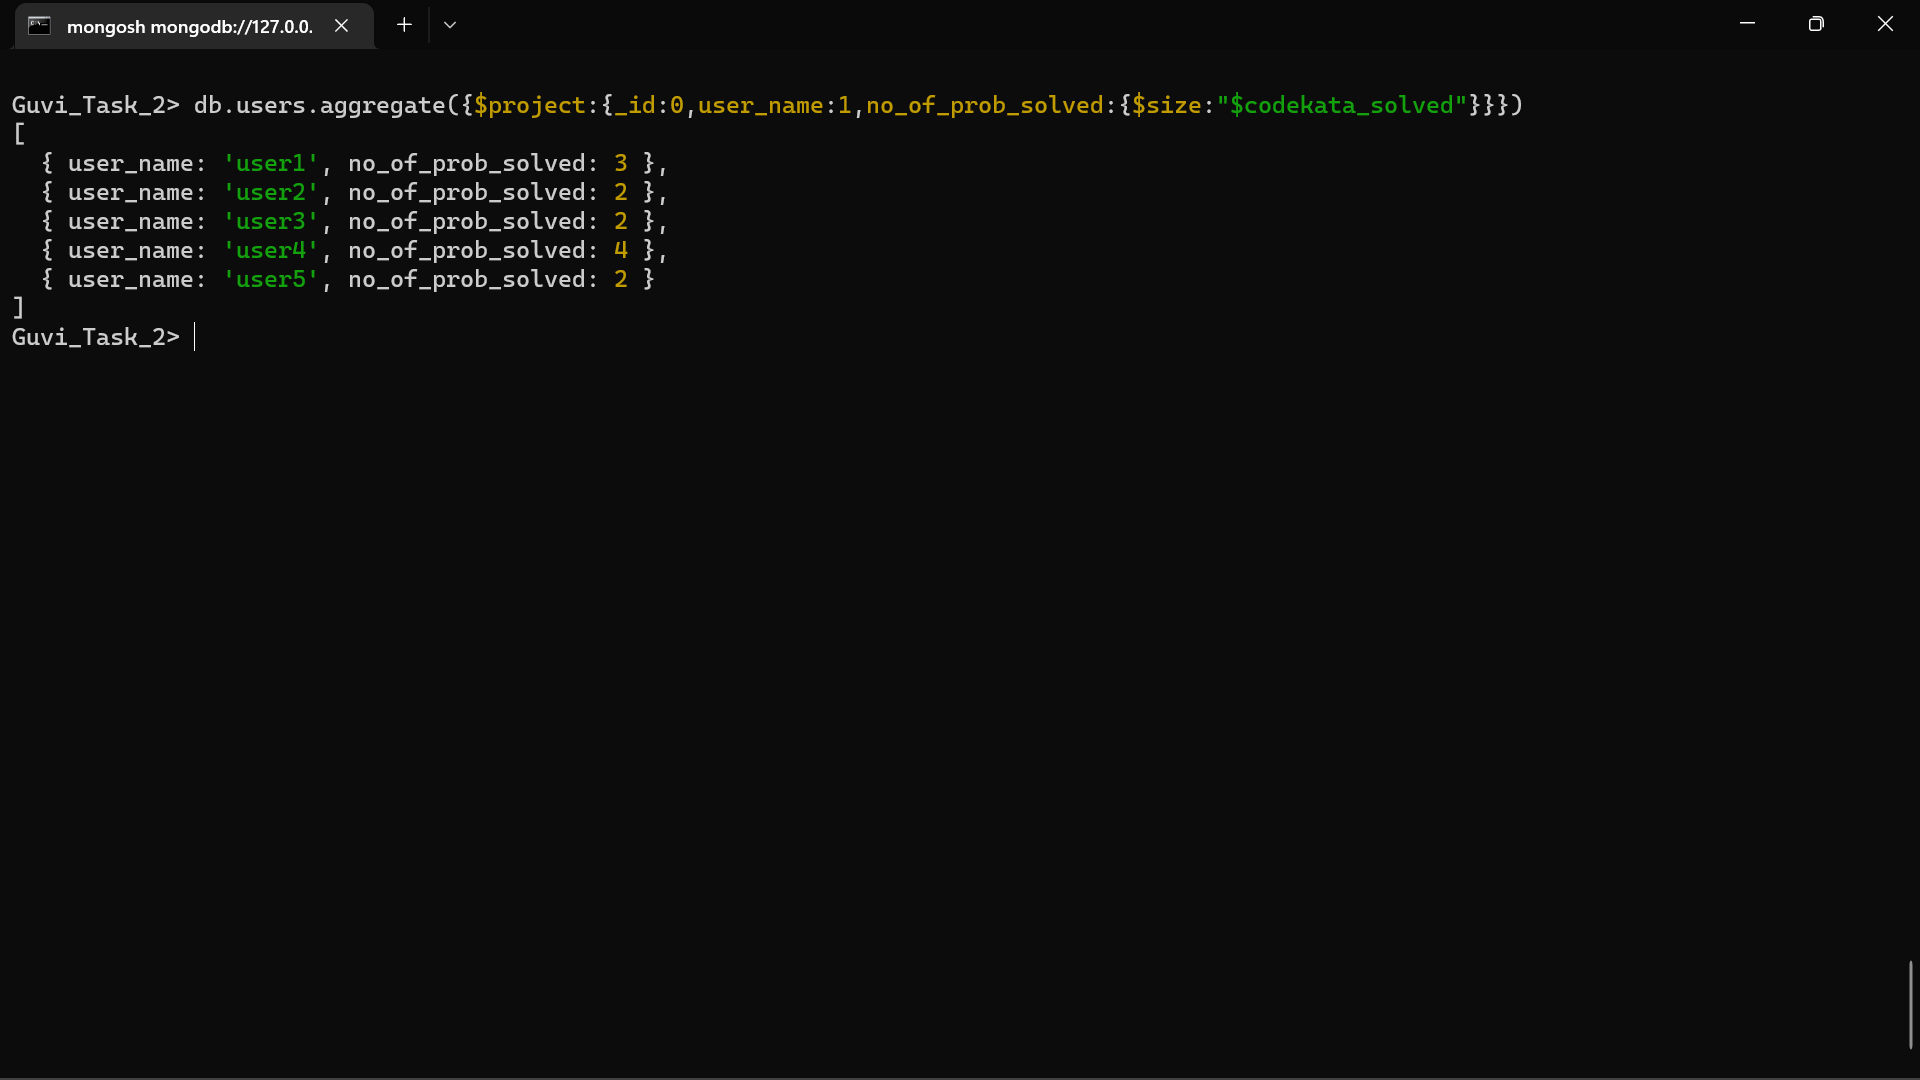 mongosh mongodb://127.0.0.
Guvi_Task_2> db.users.aggregate({$project:{_id:0,user_name:1,no_of_prob_solved:{$size:"$codekata_solved"}}})
[
  { user_name: 'user1', no_of_prob_solved: 3 },
  { user_name: 'user2', no_of_prob_solved: 2 },
  { user_name: 'user3', no_of_prob_solved: 2 },
  { user_name: 'user4', no_of_prob_solved: 4 },
  { user_name: 'user5', no_of_prob_solved: 2 }
]
Guvi_Task_2>